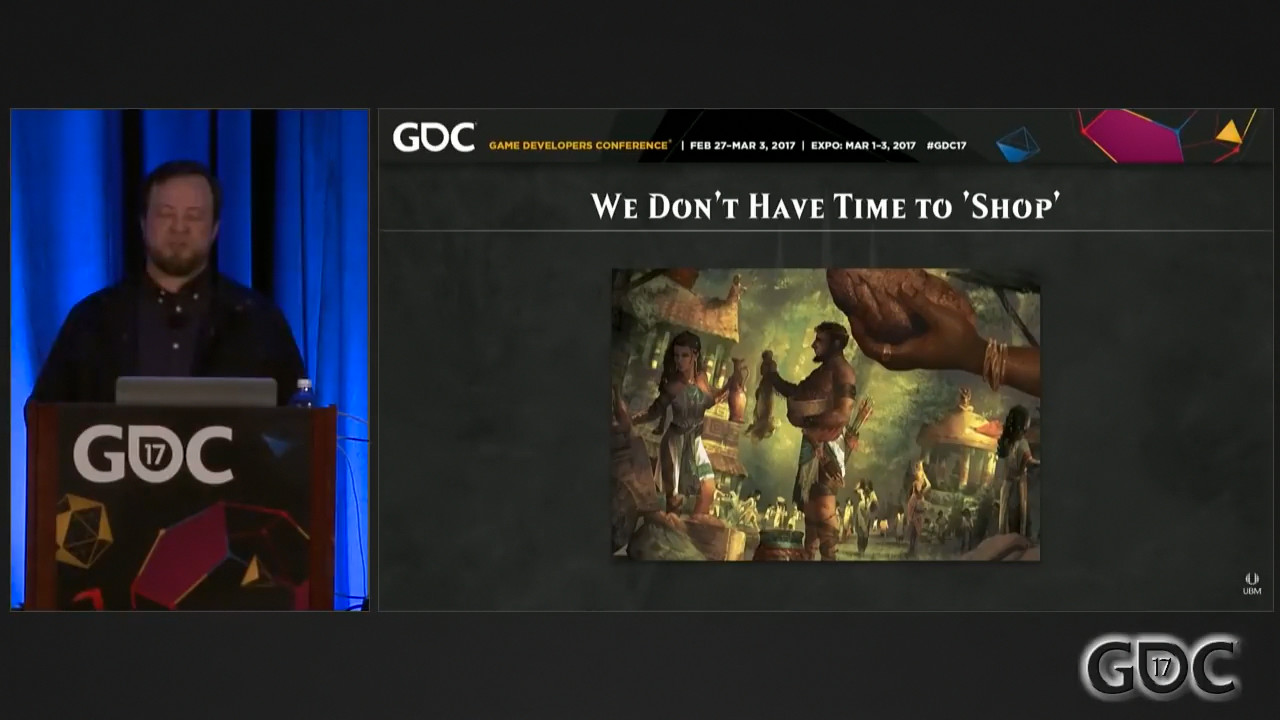 GDC GAME DEVELOPERS CONFERENCE® | FEB 27–MAR 3, 2017 | EXPO: MAR 1–3, 2017 #GDC17
WE DON'T HAVE TIME TO 'SHOP'
GDC
17
UBM
GDC
17